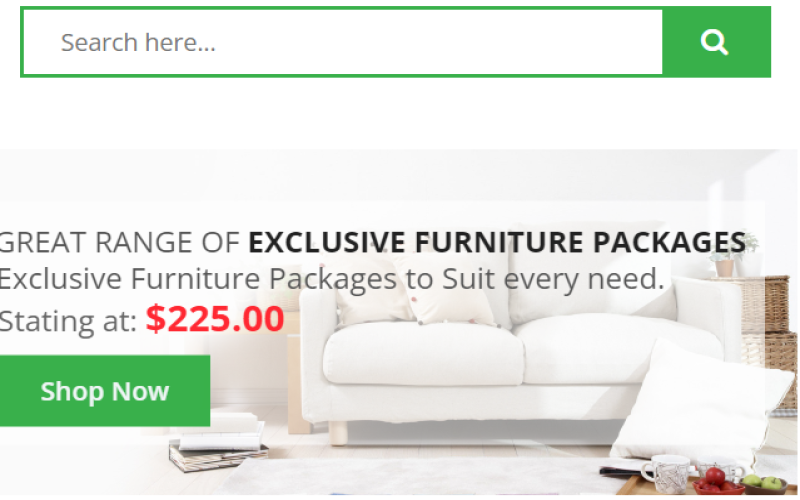 Search here...
GREAT RANGE OF EXCLUSIVE FURNITURE PACKAGES
Exclusive Furniture Packages to Suit every need.
Stating at: $225.00
Shop Now